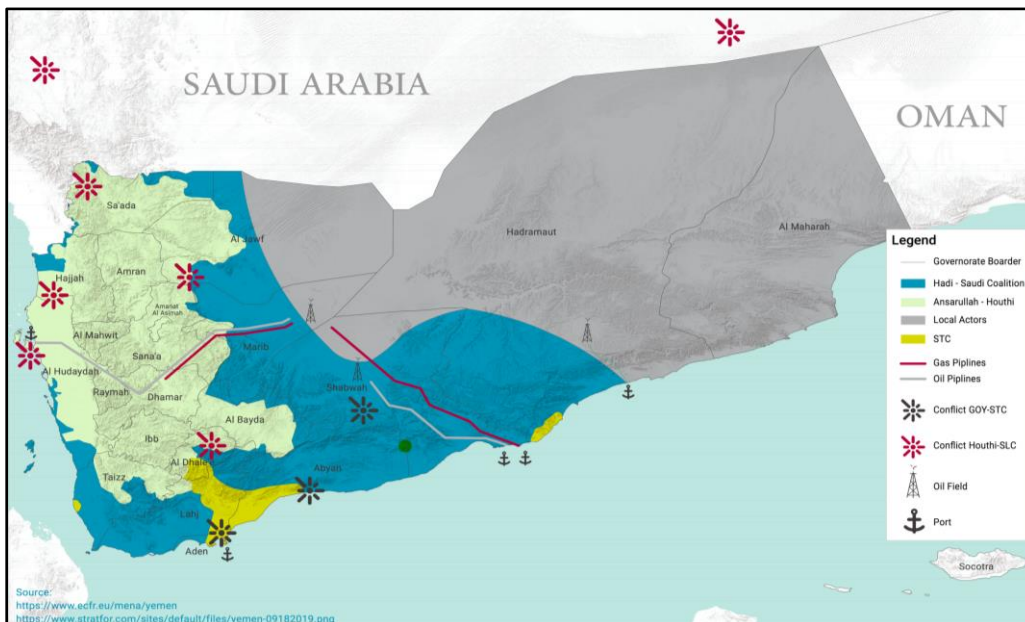 SAUDI ARABIA
OMAN
Sa'ada
Al Jawf
Hadramaut
Al Maharah
Hajjah
Amran
Amanat
Al Asimah
Al Mahwit
Sana'a
Marib
Al Hudaydah
Raymah
Dhamar
Shabwah
Al Bayda
Ibb
Al Dhale'e
Abyan
Taizz
Lahj
Aden
Socotra
Legend
Governorate Boarder
Hadi - Saudi Coalition
Ansarullah - Houthi
Local Actors
STC
Gas Piplines
Oil Piplines
Conflict GOY-STC
Conflict Houthi-SLC
Oil Field
Port
Source:
https://www.ecfr.eu/mena/yemen
https://www.stratfor.com/sites/default/files/yemen-09182019.png